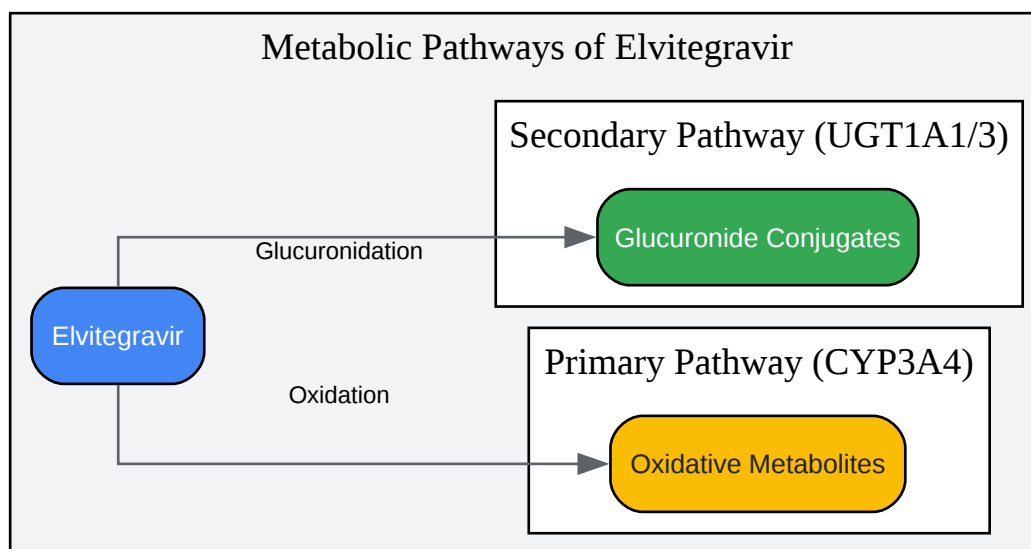 Metabolic Pathways of Elvitegravir
Secondary Pathway (UGT1A1/3)
Glucuronide Conjugates
Glucuronidation
Elvitegravir
Primary Pathway (CYP3A4)
Oxidation
Oxidative Metabolites